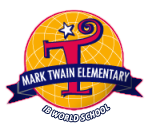 T
MARK TWAIN ELEMENTARY
IB WORLD SCHOOL